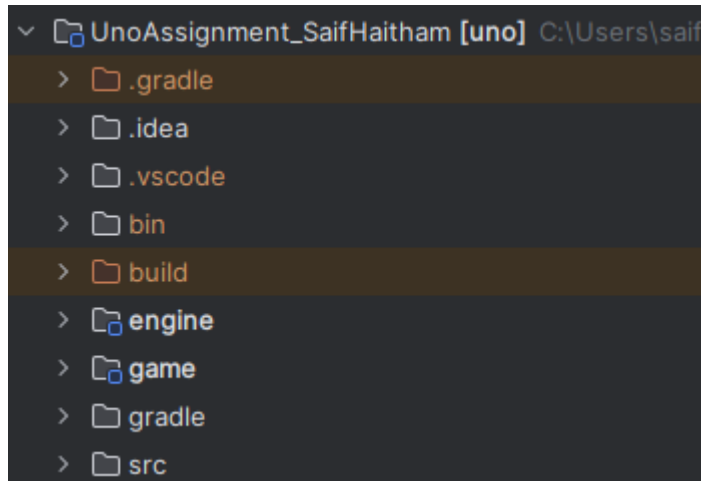 UnoAssignment_SaifHaitham [uno] C:\Users\saif
.gradle
.idea
.vscode
bin
build
engine
game
gradle
src